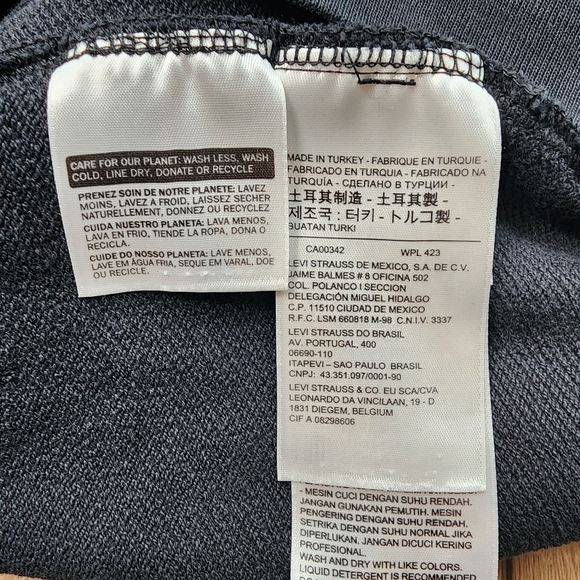 CARE FOR OUR PLANET: WASH LESS, WASH
COLD, LINE DRY, DONATE OR RECYCLE
PRENEZ SOIN DE NOTRE PLANETE: LAVEZ
MOINS, LAVEZ A FROID, LAISSEZ SECHER
NATURELLEMENT, DONNEZ OU RECYCLEZ
CUIDA NUESTRO PLANETA: LAVA MENOS,
LAVA EN FRIO, TIENDE LA ROPA, DONA O
RECICLA.
CUIDE DO NOSSO PLANETA: LAVE MENOS,
LAVE EM ÁGUA FRIA, SEQUE EM VARAL, DOE
OU RECICLE.
MADE IN TURKEY - FABRIQUE EN TURQUIE -
FABRICADO EN TURQUIA - FABRICADO NA
TURQUÍA - СДЕЛАНО В ТУРЦИИ -
土耳其制造 - 土耳其製 -
제조국 : 터키 - トルコ製 -
BUATAN TURKI
CA00342 WPL 423
LEVI STRAUSS DE MEXICO, S.A. DE C.V.
JAIME BALMES # 8 OFICINA 502
COL. POLANCO I SECCION
DELEGACIÓN MIGUEL HIDALGO
C.P. 11510 CIUDAD DE MEXICO
R.F.C. LSM 660818 M-98 C.N.I.V. 3337
LEVI STRAUSS DO BRASIL
AV. PORTUGAL, 400
06690-110
ITAPEVI – SAO PAULO BRASIL
CNPJ: 43.351.097/0001-90
LEVI STRAUSS & CO. EU SCA/CVA
LEONARDO DA VINCILAAN, 19 - D
1831 DIEGEM, BELGIUM
CIF A 08298606
- MESIN CUCI DENGAN SUHU RENDAH.
JANGAN GUNAKAN PEMUTIH. MESIN
PENGERING DENGAN SUHU RENDAH.
SETRIKA DENGAN SUHU NORMAL JIKA
DIPERLUKAN. JANGAN DICUCI KERING
PROFESIONAL.
WASH AND DRY WITH LIKE COLORS.
LIQUID DETERGENT IS RECOMMENDED